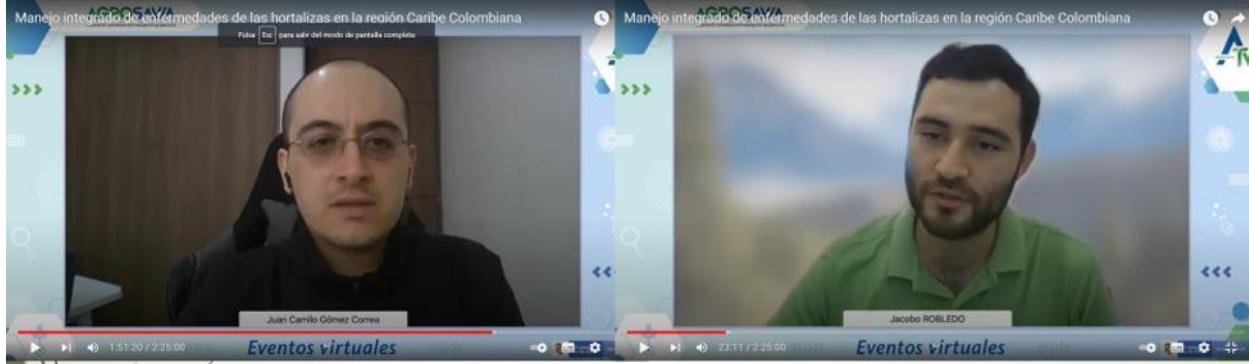 AGROSAVIA
Manejo integrado de enfermedades de las hortalizas en la región Caribe Colombiana
Pulsa Esc para salir del modo de pantalla completa
Juan Camilo Gómez Correa
1:51:20 / 2:25:00
Eventos virtuales
AGROSAVIA
Manejo integrado de enfermedades de las hortalizas en la región Caribe Colombiana
Jacobo ROBLEDO
23:11 / 2:25:00
Eventos virtuales